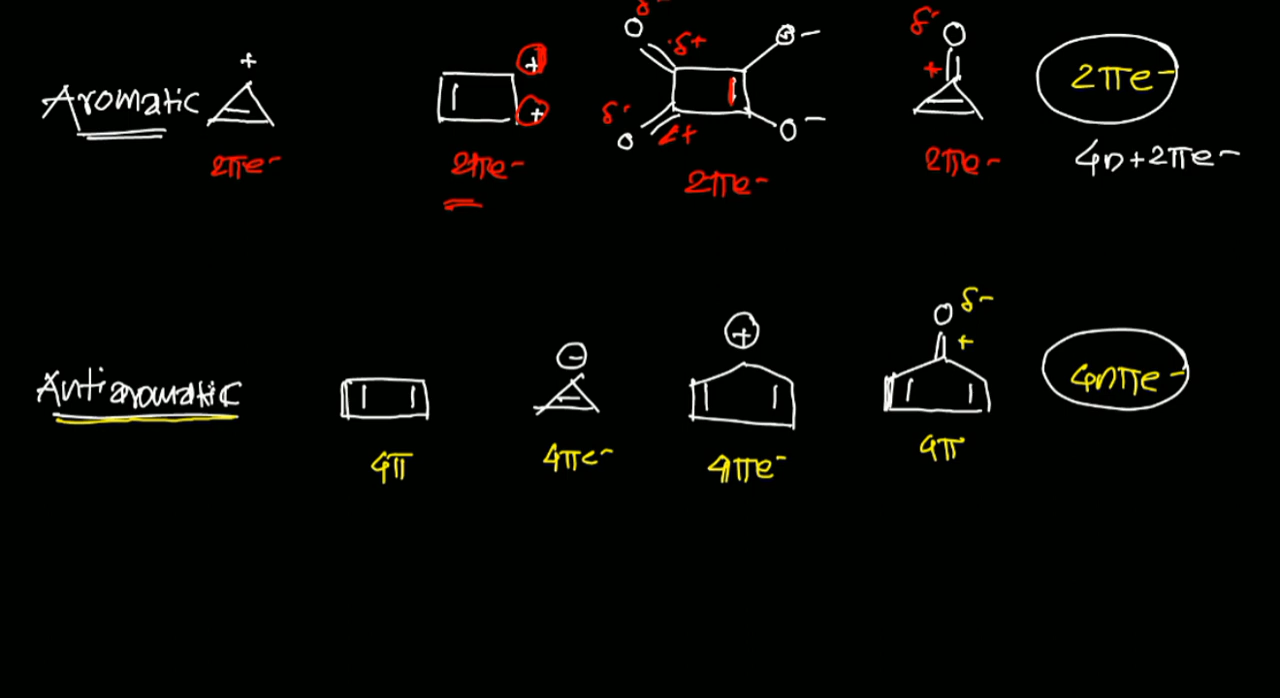 δ- δ-
O O- O
·δ+ + 2πe-
+ + Aromatic
δ- +
O δ+ O-
2πe- 2πe- 2πe- 2πe- 4n+2πe-
O δ-
⊖ ⊕ +
Antiaromatic 4nπe-
4π 4πe- 4πe- 4π